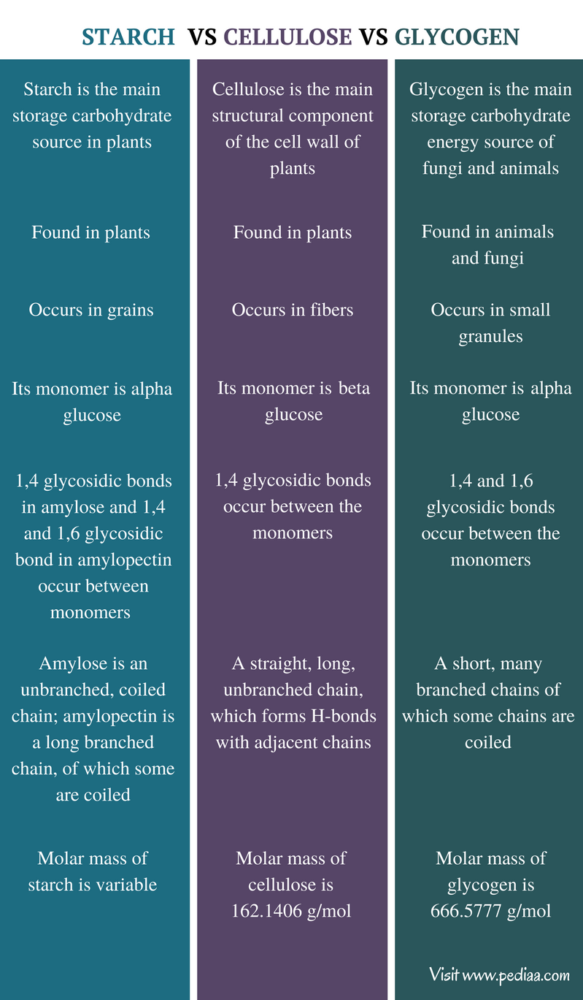 STARCH VS CELLULOSE VS GLYCOGEN
Starch is the main
storage carbohydrate
source in plants
Found in plants
Occurs in grains
Its monomer is alpha
glucose
1,4 glycosidic bonds
in amylose and 1,4
and 1,6 glycosidic
bond in amylopectin
occur between
monomers
Amylose is an
unbranched, coiled
chain; amylopectin is
a long branched
chain, of which some
are coiled
Molar mass of
starch is variable
Cellulose is the main
structural component
of the cell wall of
plants
Found in plants
Occurs in fibers
Its monomer is beta
glucose
1,4 glycosidic bonds
occur between the
monomers
A straight, long,
unbranched chain,
which forms H-bonds
with adjacent chains
Molar mass of
cellulose is
162.1406 g/mol
Glycogen is the main
storage carbohydrate
energy source of
fungi and animals
Found in animals
and fungi
Occurs in small
granules
Its monomer is alpha
glucose
1,4 and 1,6
glycosidic bonds
occur between the
monomers
A short, many
branched chains of
which some chains are
coiled
Molar mass of
glycogen is
666.5777 g/mol
Visit www.pediaa.com